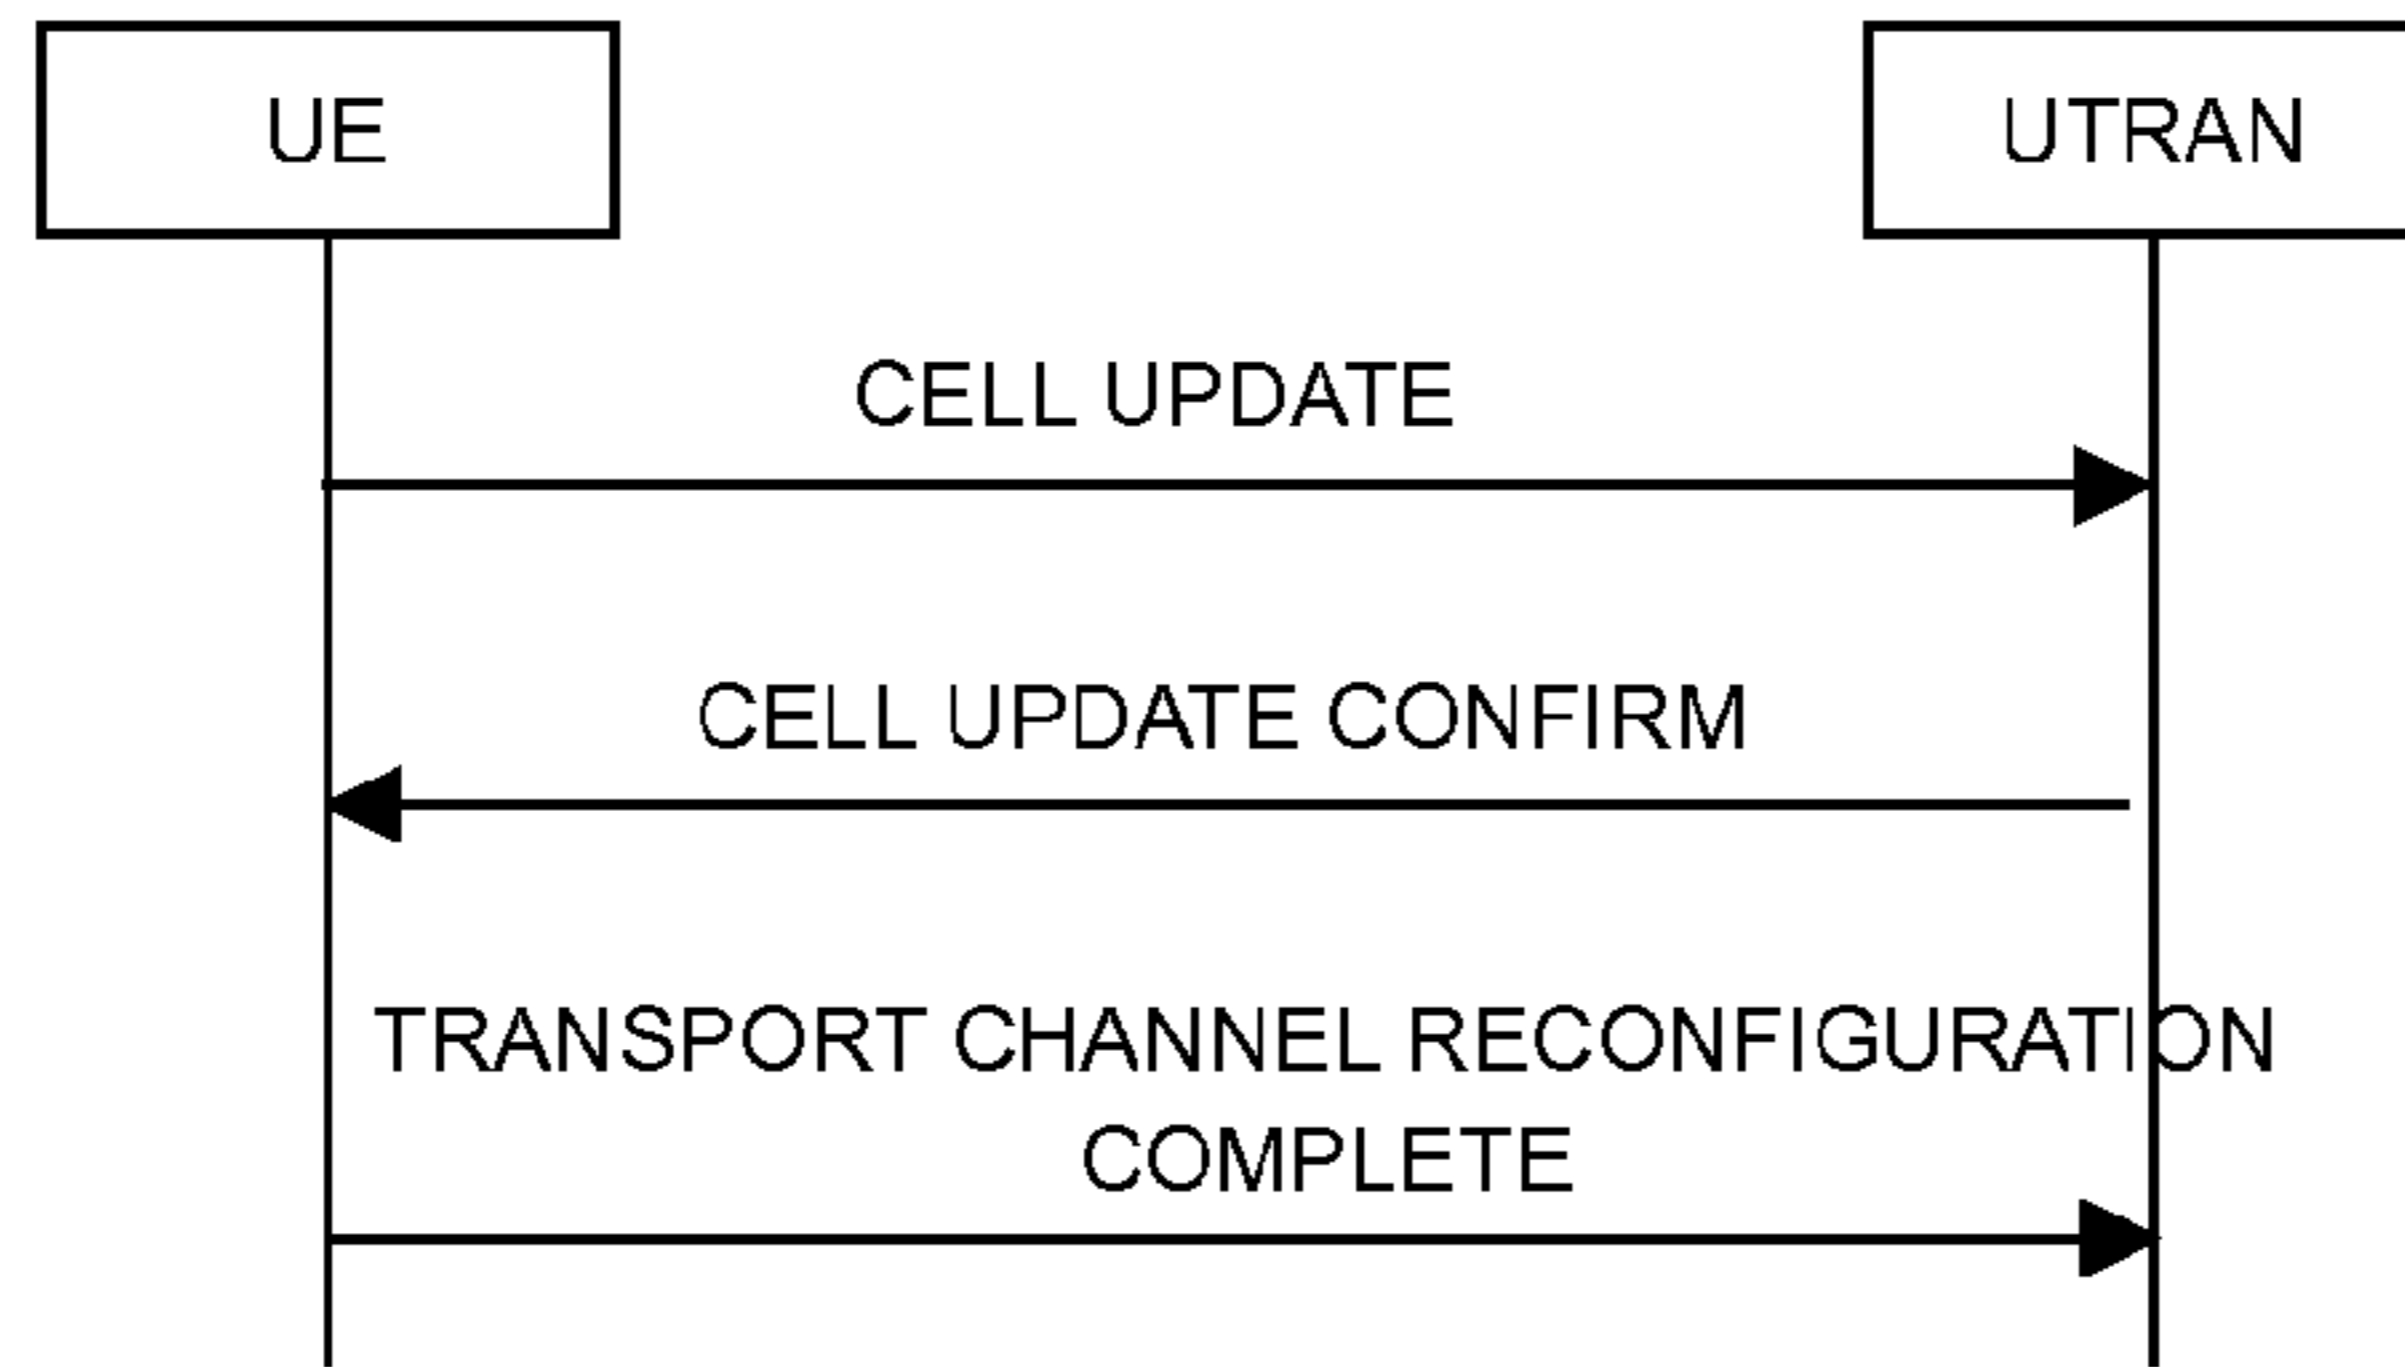 UE
UTRAN
CELL UPDATE
CELL UPDATE CONFIRM
TRANSPORT CHANNEL RECONFIGURATION
COMPLETE